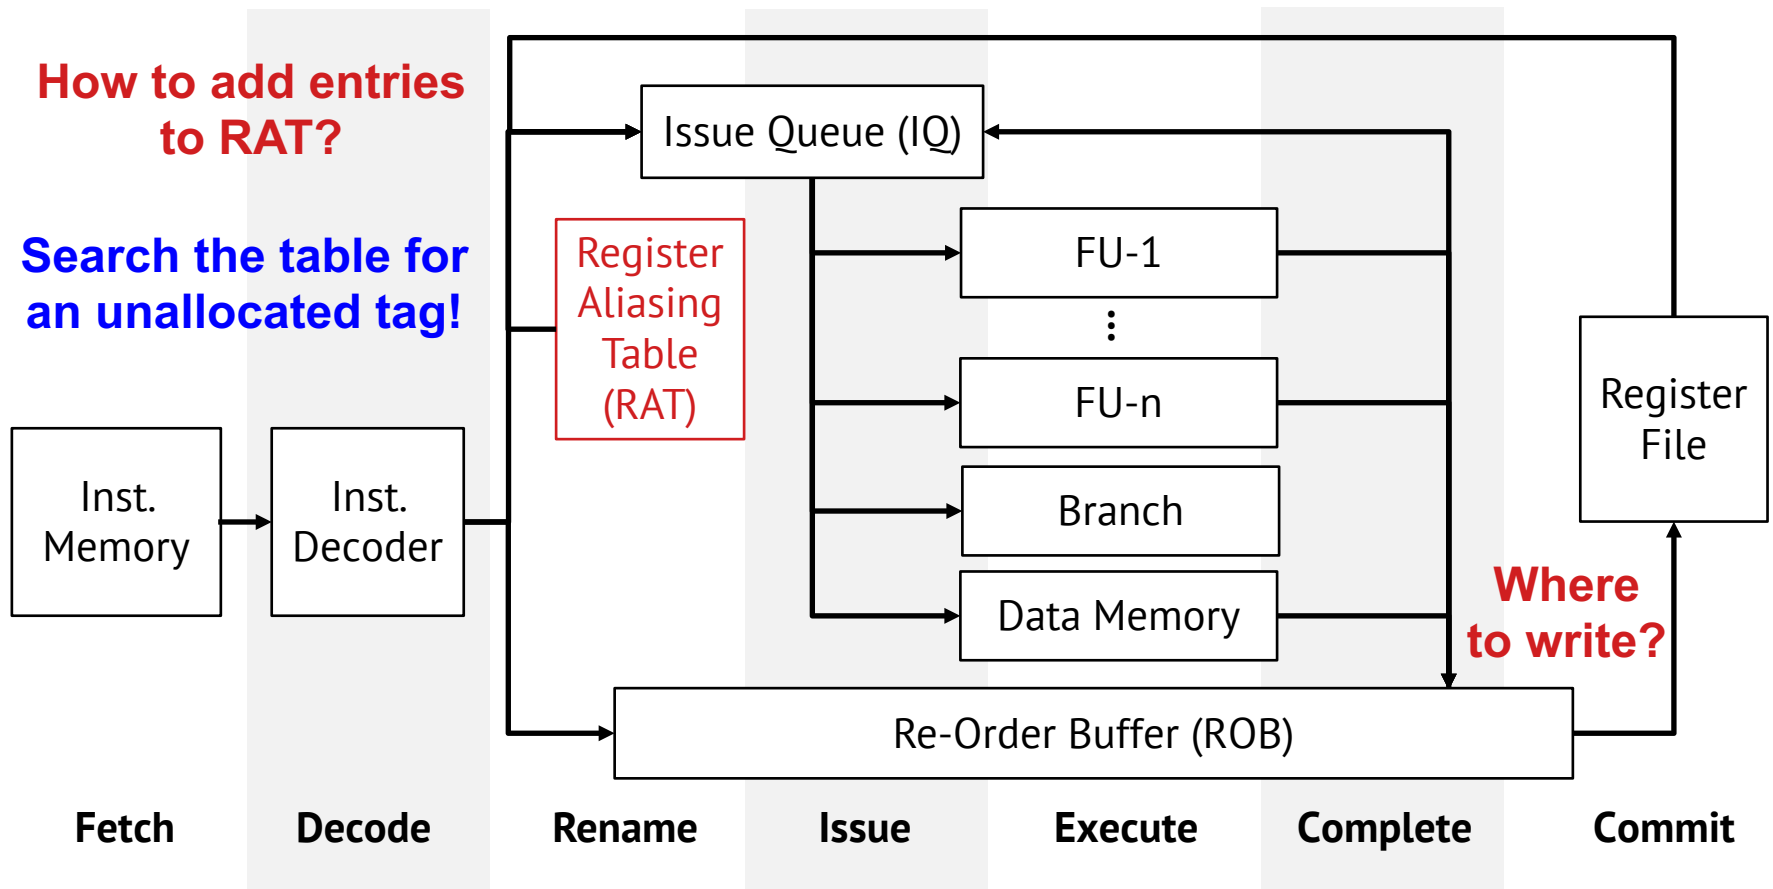 How to add entries
to RAT?
Search the table for
an unallocated tag!
Issue Queue (IQ)
Register
Aliasing
Table
(RAT)
FU-1
⋮
FU-n
Branch
Data Memory
Inst.
Memory
Inst.
Decoder
Register
File
Where
to write?
Re-Order Buffer (ROB)
Fetch
Decode
Rename
Issue
Execute
Complete
Commit